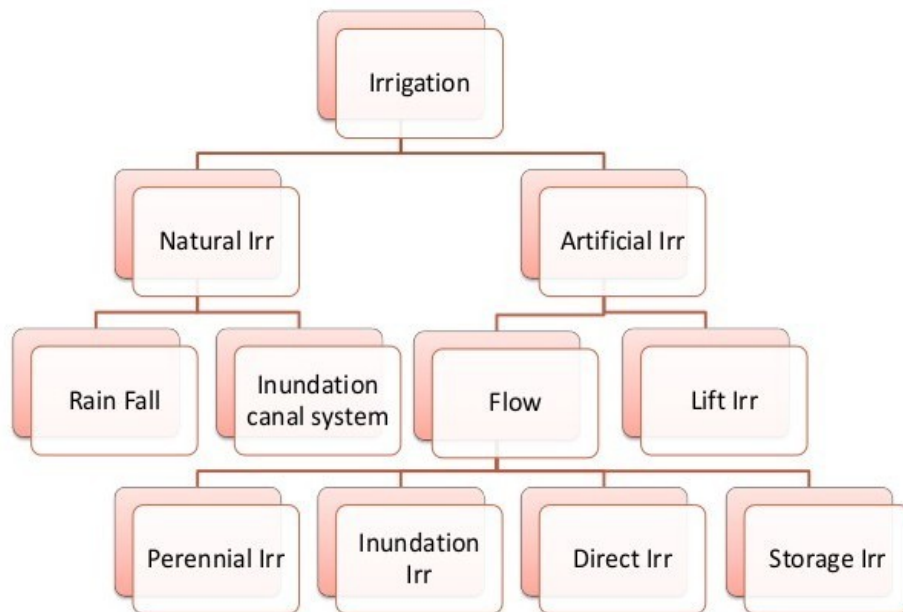 Irrigation
Natural Irr
Artificial Irr
Rain Fall
Inundation
canal system
Flow
Lift Irr
Perennial Irr
Inundation
Irr
Direct Irr
Storage Irr